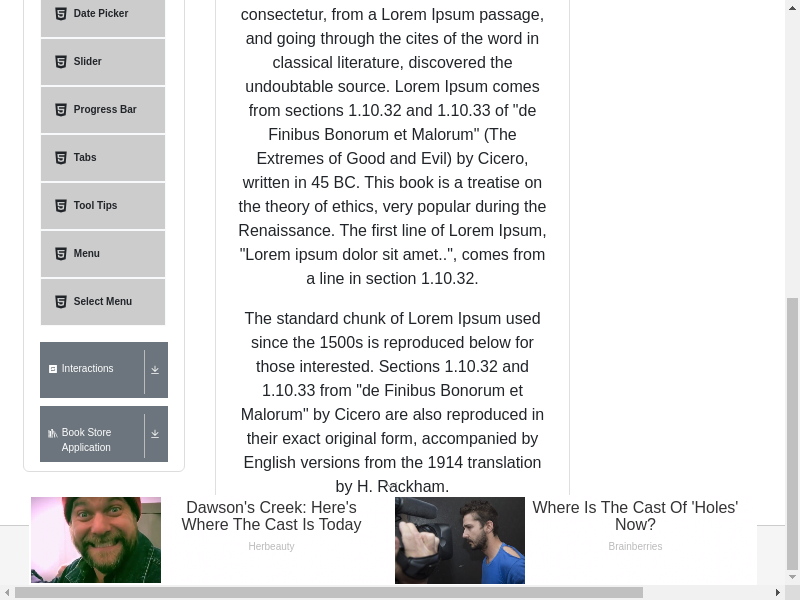 Date Picker
Slider
Progress Bar
Tabs
Tool Tips
Menu
Select Menu
Interactions
Book Store
Application
consectetur, from a Lorem Ipsum passage,
and going through the cites of the word in
classical literature, discovered the
undoubtable source. Lorem Ipsum comes
from sections 1.10.32 and 1.10.33 of "de
Finibus Bonorum et Malorum" (The
Extremes of Good and Evil) by Cicero,
written in 45 BC. This book is a treatise on
the theory of ethics, very popular during the
Renaissance. The first line of Lorem Ipsum,
"Lorem ipsum dolor sit amet..", comes from
a line in section 1.10.32.
The standard chunk of Lorem Ipsum used
since the 1500s is reproduced below for
those interested. Sections 1.10.32 and
1.10.33 from "de Finibus Bonorum et
Malorum" by Cicero are also reproduced in
their exact original form, accompanied by
English versions from the 1914 translation
by H. Rackham.
Dawson's Creek: Here's
Where The Cast Is Today
Herbeauty
Where Is The Cast Of 'Holes'
Now?
Brainberries